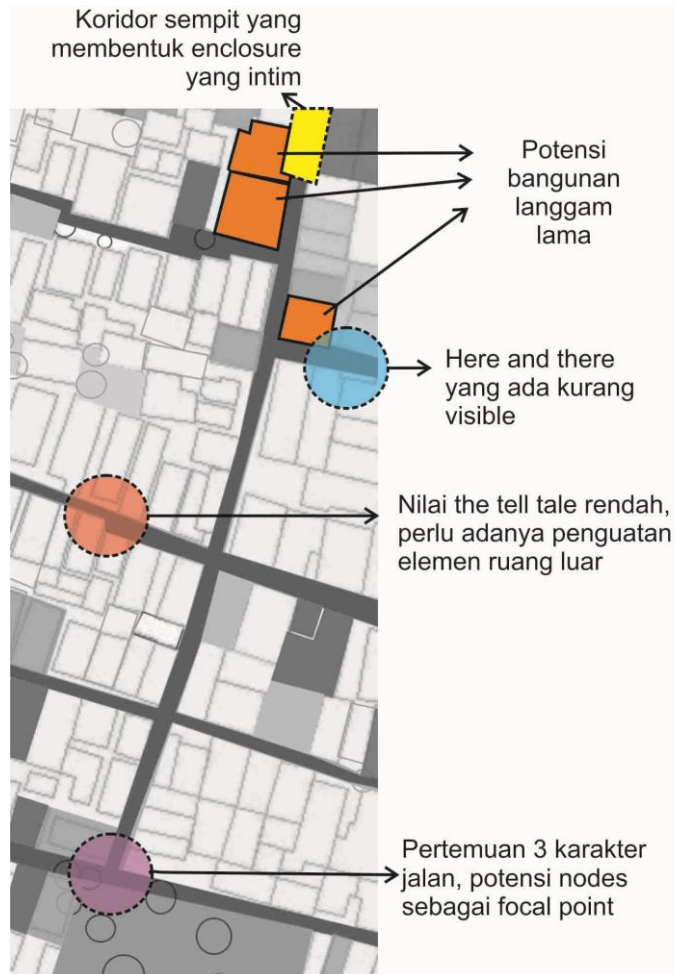 Koridor sempit yang
membentuk enclosure
yang intim
Potensi
bangunan
langgam
lama
Here and there
yang ada kurang
visible
Nilai the tell tale rendah,
perlu adanya penguatan
elemen ruang luar
Pertemuan 3 karakter
jalan, potensi nodes
sebagai focal point